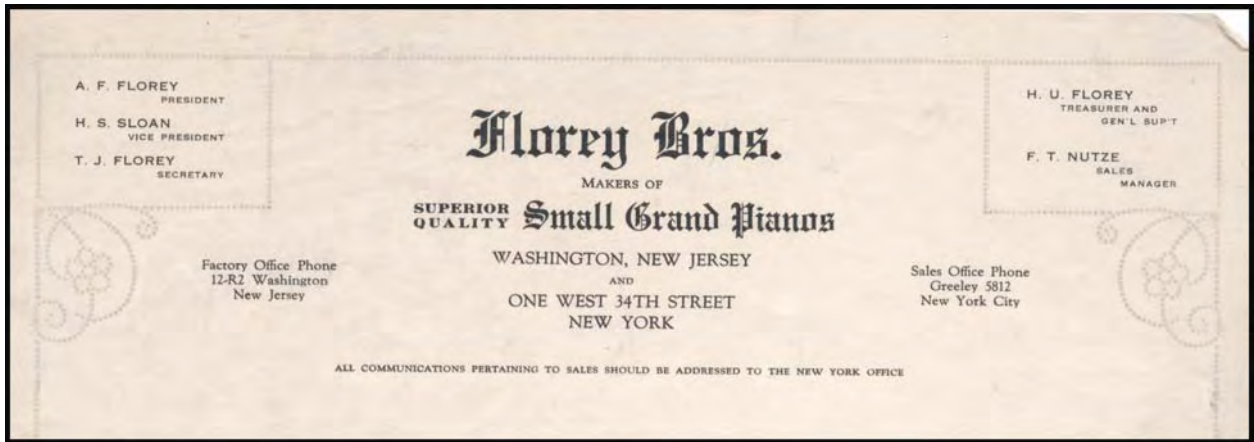 A. F. FLOREY
PRESIDENT
H. S. SLOAN
VICE PRESIDENT
T. J. FLOREY
SECRETARY
H. U. FLOREY
TREASURER AND
GEN'L SUP'T
F. T. NUTZE
SALES
MANAGER
Florey Bros.
MAKERS OF
SUPERIOR QUALITY Small Grand Pianos
WASHINGTON, NEW JERSEY
AND
ONE WEST 34TH STREET
NEW YORK
Factory Office Phone
12-R2 Washington
New Jersey
Sales Office Phone
Greeley 5812
New York City
ALL COMMUNICATIONS PERTAINING TO SALES SHOULD BE ADDRESSED TO THE NEW YORK OFFICE